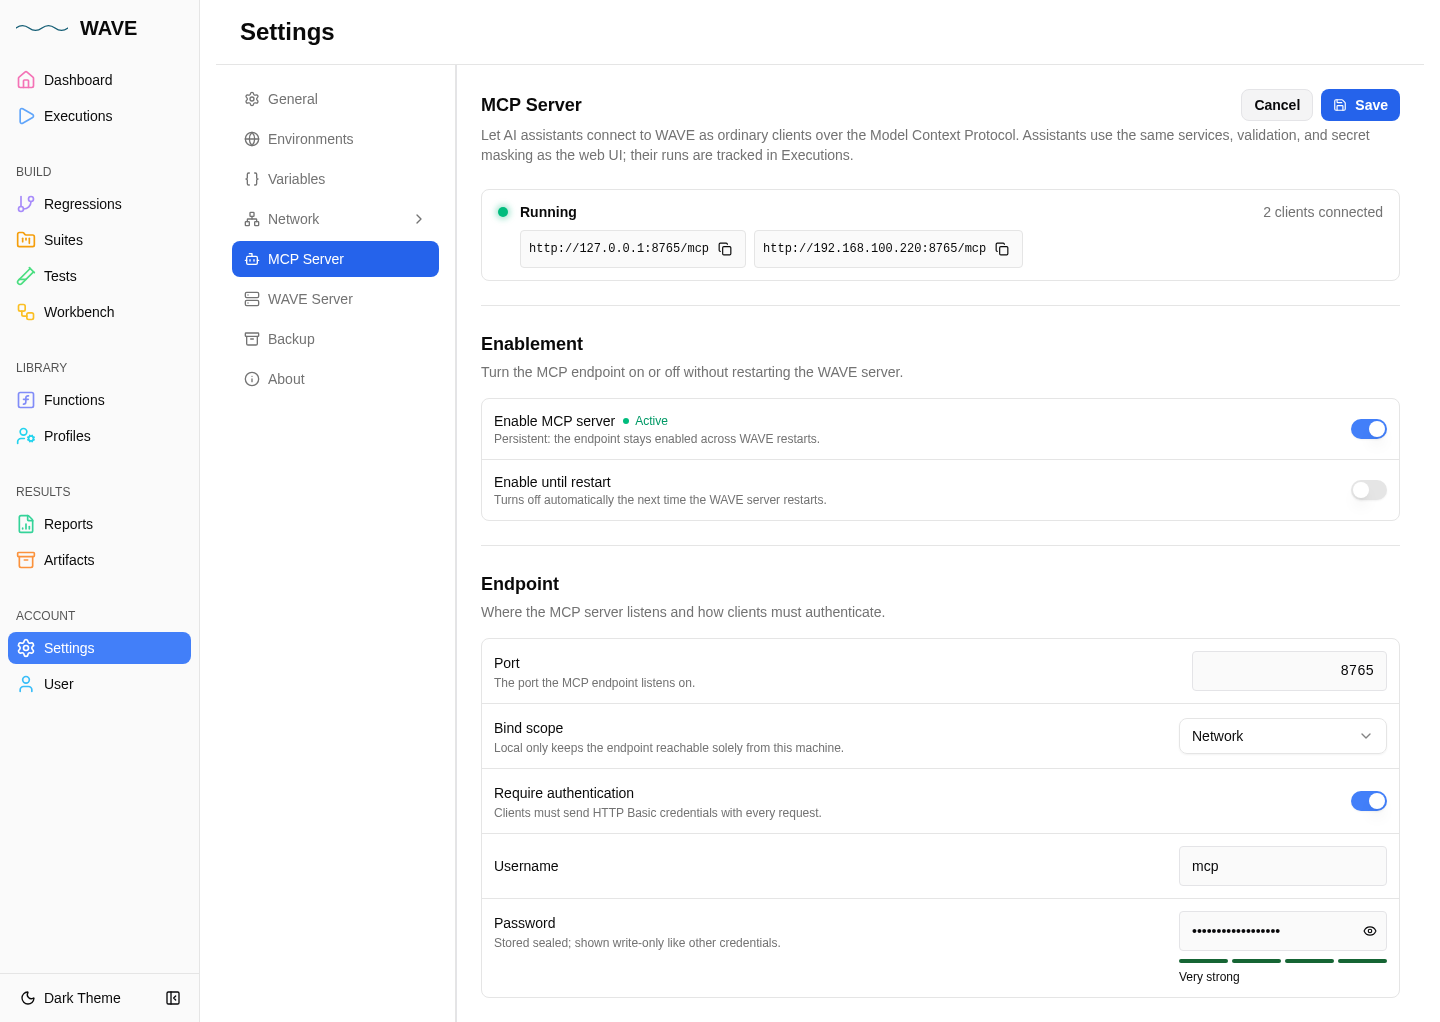 WAVE
Dashboard
Executions
BUILD
Regressions
Suites
Tests
Workbench
LIBRARY
Functions
Profiles
RESULTS
Reports
Artifacts
ACCOUNT
Settings
User
Dark Theme
Settings
General
Environments
Variables
Network
MCP Server
WAVE Server
Backup
About
MCP Server
Cancel
Save
Let AI assistants connect to WAVE as ordinary clients over the Model Context Protocol. Assistants use the same services, validation, and secret
masking as the web UI; their runs are tracked in Executions.
Running
2 clients connected
http://127.0.0.1:8765/mcp
http://192.168.100.220:8765/mcp
Enablement
Turn the MCP endpoint on or off without restarting the WAVE server.
Enable MCP server
Active
Persistent: the endpoint stays enabled across WAVE restarts.
Enable until restart
Turns off automatically the next time the WAVE server restarts.
Endpoint
Where the MCP server listens and how clients must authenticate.
Port
The port the MCP endpoint listens on.
8765
Bind scope
Local only keeps the endpoint reachable solely from this machine.
Network
Require authentication
Clients must send HTTP Basic credentials with every request.
Username
mcp
Password
Stored sealed; shown write-only like other credentials.
••••••••••••••••••
Very strong